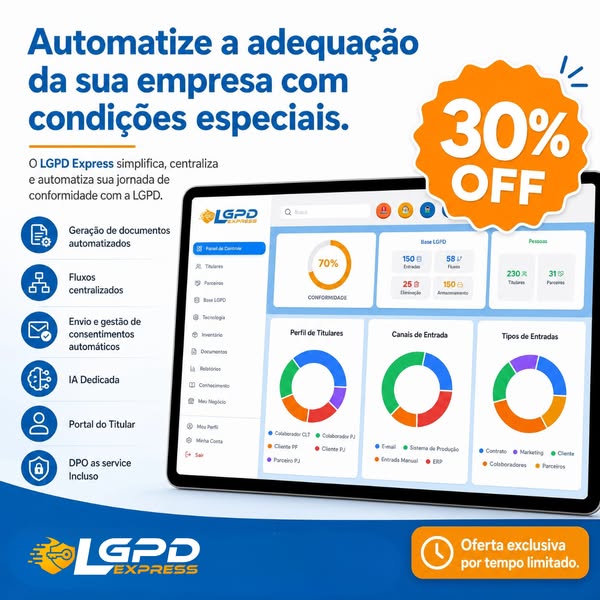 Automatize a adequação
da sua empresa com
condições especiais.
30%
OFF
O LGPD Express simplifica, centraliza
e automatiza sua jornada de
conformidade com a LGPD.
Geração de documentos
automatizados
Fluxos
centralizados
Envio e gestão de
consentimentos
automáticos
IA Dedicada
Portal do Titular
DPO as service
Incluso
LGPD
EXPRESS
Busca
Painel de Controle
Titulares
Parceiros
Base LGPD
Tecnologia
Inventário
Documentos
Relatórios
Conhecimento
Meu Negócio
Meu Perfil
Minha Conta
Sair
70%
CONFORMIDADE
Base LGPD
150
Entradas
58
Fluxos
25
Eliminação
150
Armazenamento
Pessoas
230
Titulares
31
Parceiros
Perfil de Titulares
Colaborador CLT
Colaborador PJ
Cliente PF
Cliente PJ
Parceiro PJ
Canais de Entrada
E-mail
Sistema de Produção
Entrada Manual
ERP
Tipos de Entradas
Contrato
Marketing
Cliente
Colaboradores
Parceiros
LGPD
EXPRESS
Oferta exclusiva
por tempo limitado.